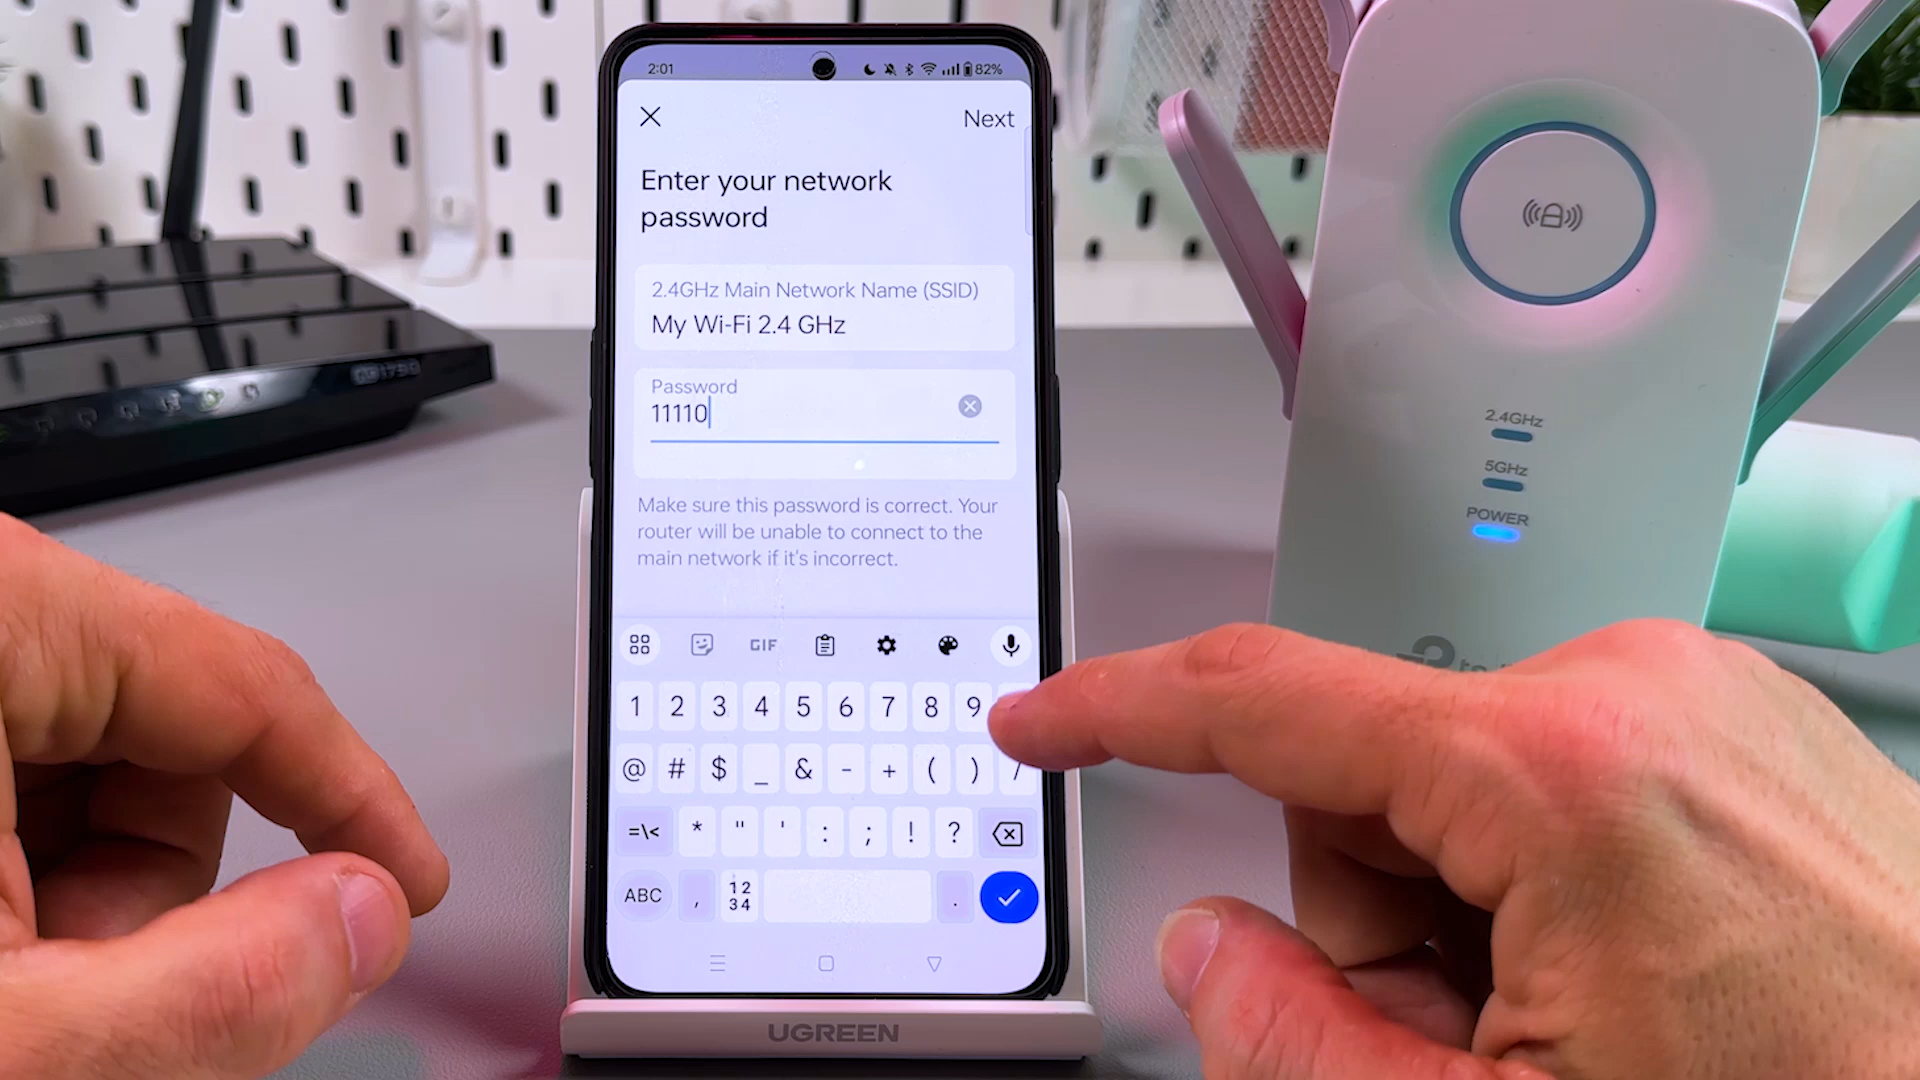 2:01
82%
Next
Enter your network
password
2.4GHz Main Network Name (SSID)
My Wi-Fi 2.4 GHz
Password
11110
Make sure this password is correct. Your
router will be unable to connect to the
main network if it's incorrect.
GIF
1 2 3 4 5 6 7 8 9
@ # $ _ & - + ( ) /
=\< * " ' : ; ! ?
ABC , 12 34 .
UGREEN
2.4GHz
5GHz
POWER